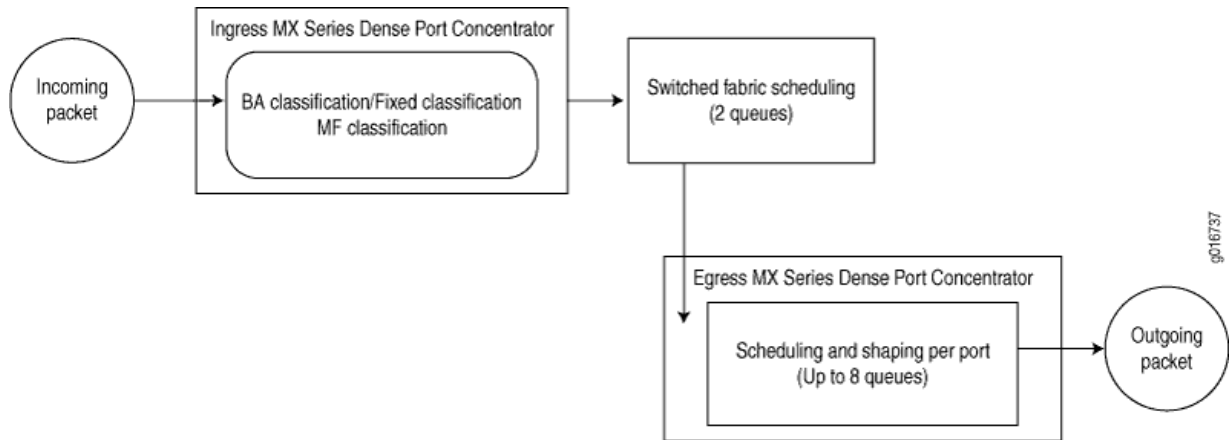 Ingress MX Series Dense Port Concentrator
Incoming
packet
BA classification/Fixed classification
MF classification
Switched fabric scheduling
(2 queues)
Egress MX Series Dense Port Concentrator
Scheduling and shaping per port
(Up to 8 queues)
Outgoing
packet
g016737